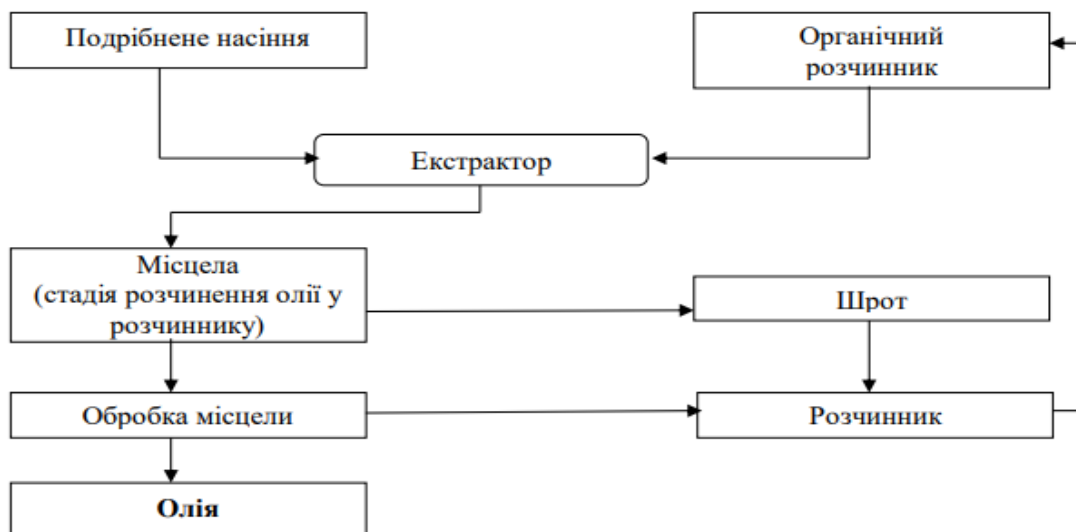 Подрібнене насіння
Органічний
розчинник
Екстрактор
Місцела
(стадія розчинення олії у
розчиннику)
Шрот
Обробка місцели
Розчинник
Олія